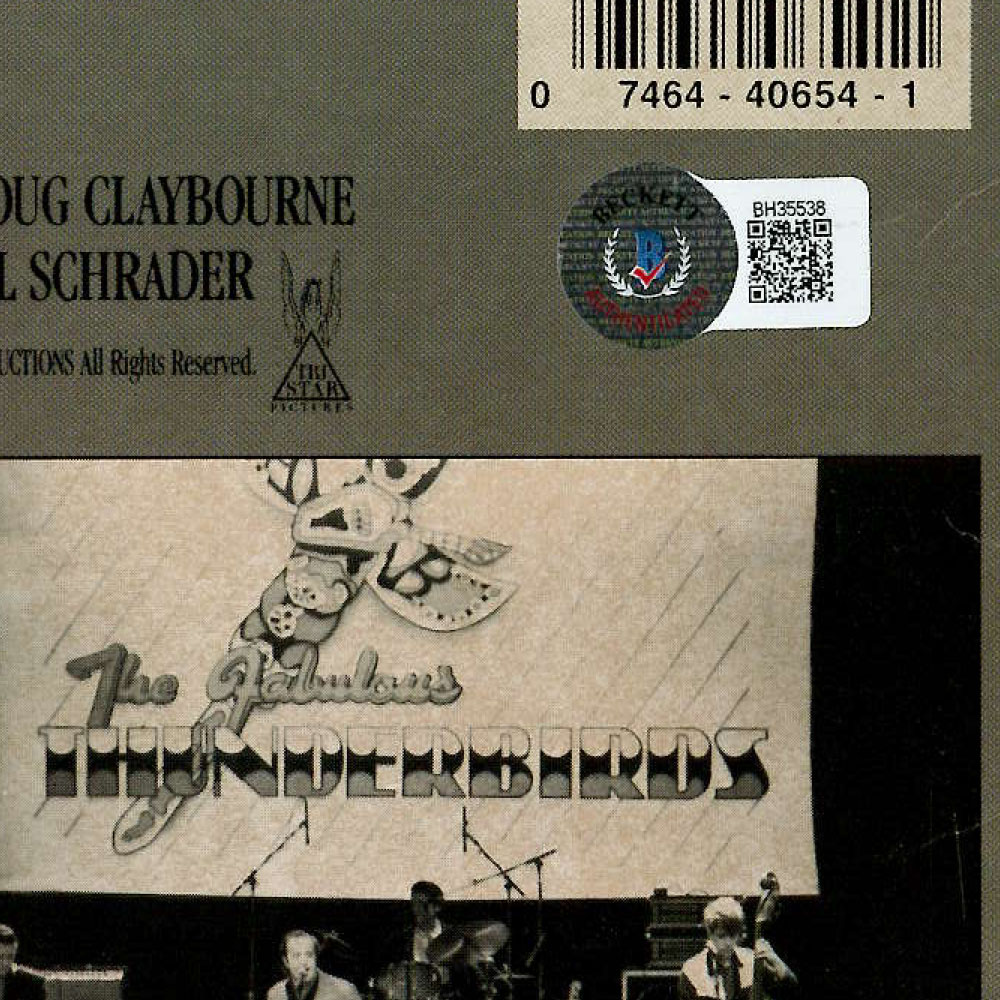 0 7464 - 40654 - 1
OUG CLAYBOURNE
BECKETT
BH35538
B
L SCHRADER
AUTHENTICATED
UCTIONS All Rights Reserved.
TRI
STAR
PICTURES
The Fabulous
THUNDERBIRDS